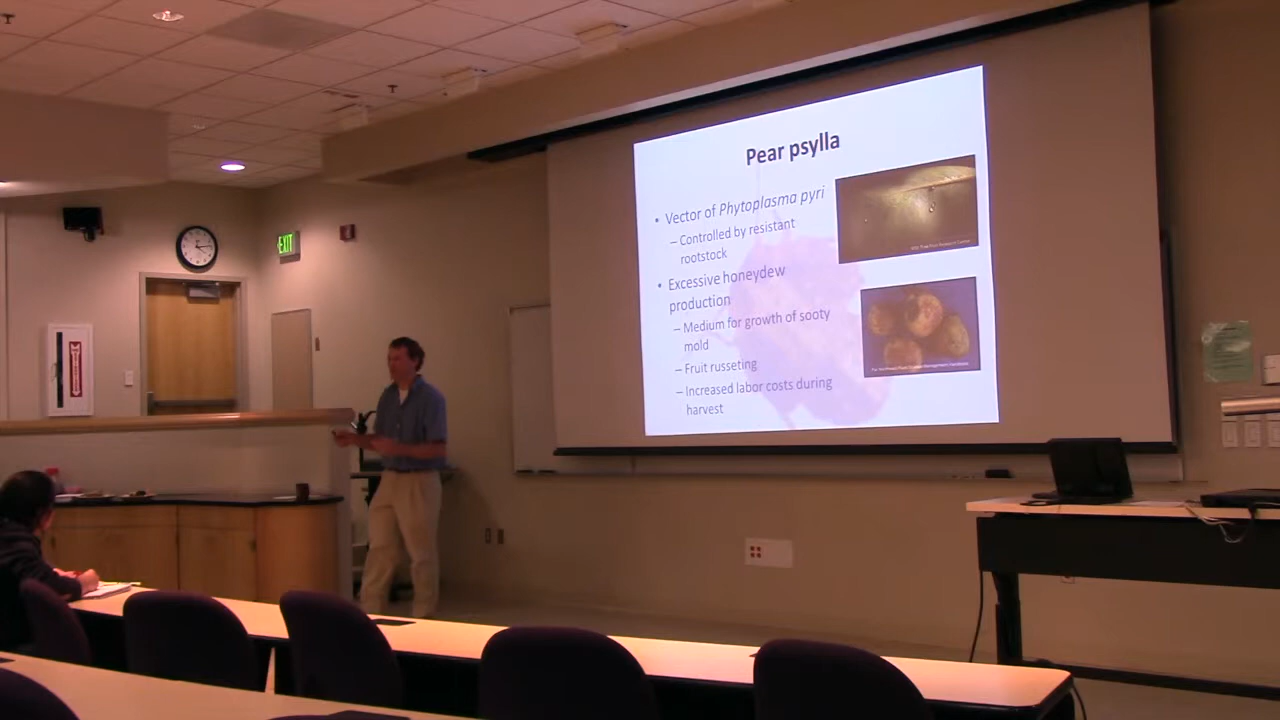 EXIT
Pear psylla
• Vector of Phytoplasma pyri
– Controlled by resistant
rootstock
• Excessive honeydew
production
– Medium for growth of sooty
mold
– Fruit russeting
– Increased labor costs during
harvest